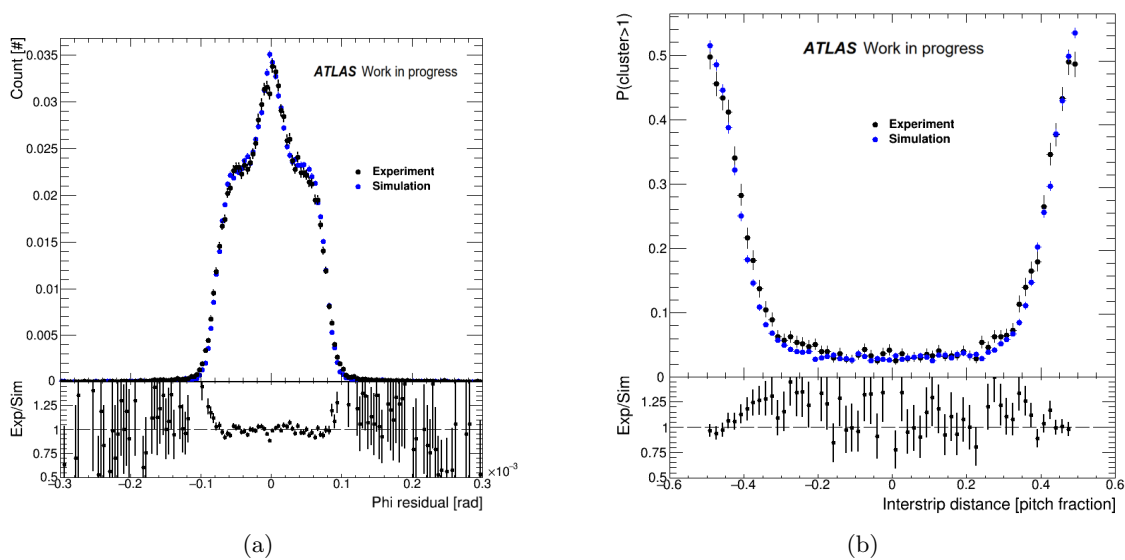 Count [#]
0.035
0.03
0.025
0.02
0.015
0.01
0.005
0
ATLAS Work in progress
Experiment
Simulation
Exp/Sim
1.25
1
0.75
0.5
−0.3 −0.2 −0.1 0 0.1 0.2 0.3
×10⁻³
Phi residual [rad]
(a)
P(cluster>1)
0.5
0.4
0.3
0.2
0.1
0
ATLAS Work in progress
Experiment
Simulation
Exp/Sim
1.25
1
0.75
0.5
−0.6 −0.4 −0.2 0 0.2 0.4 0.6
Interstrip distance [pitch fraction]
(b)